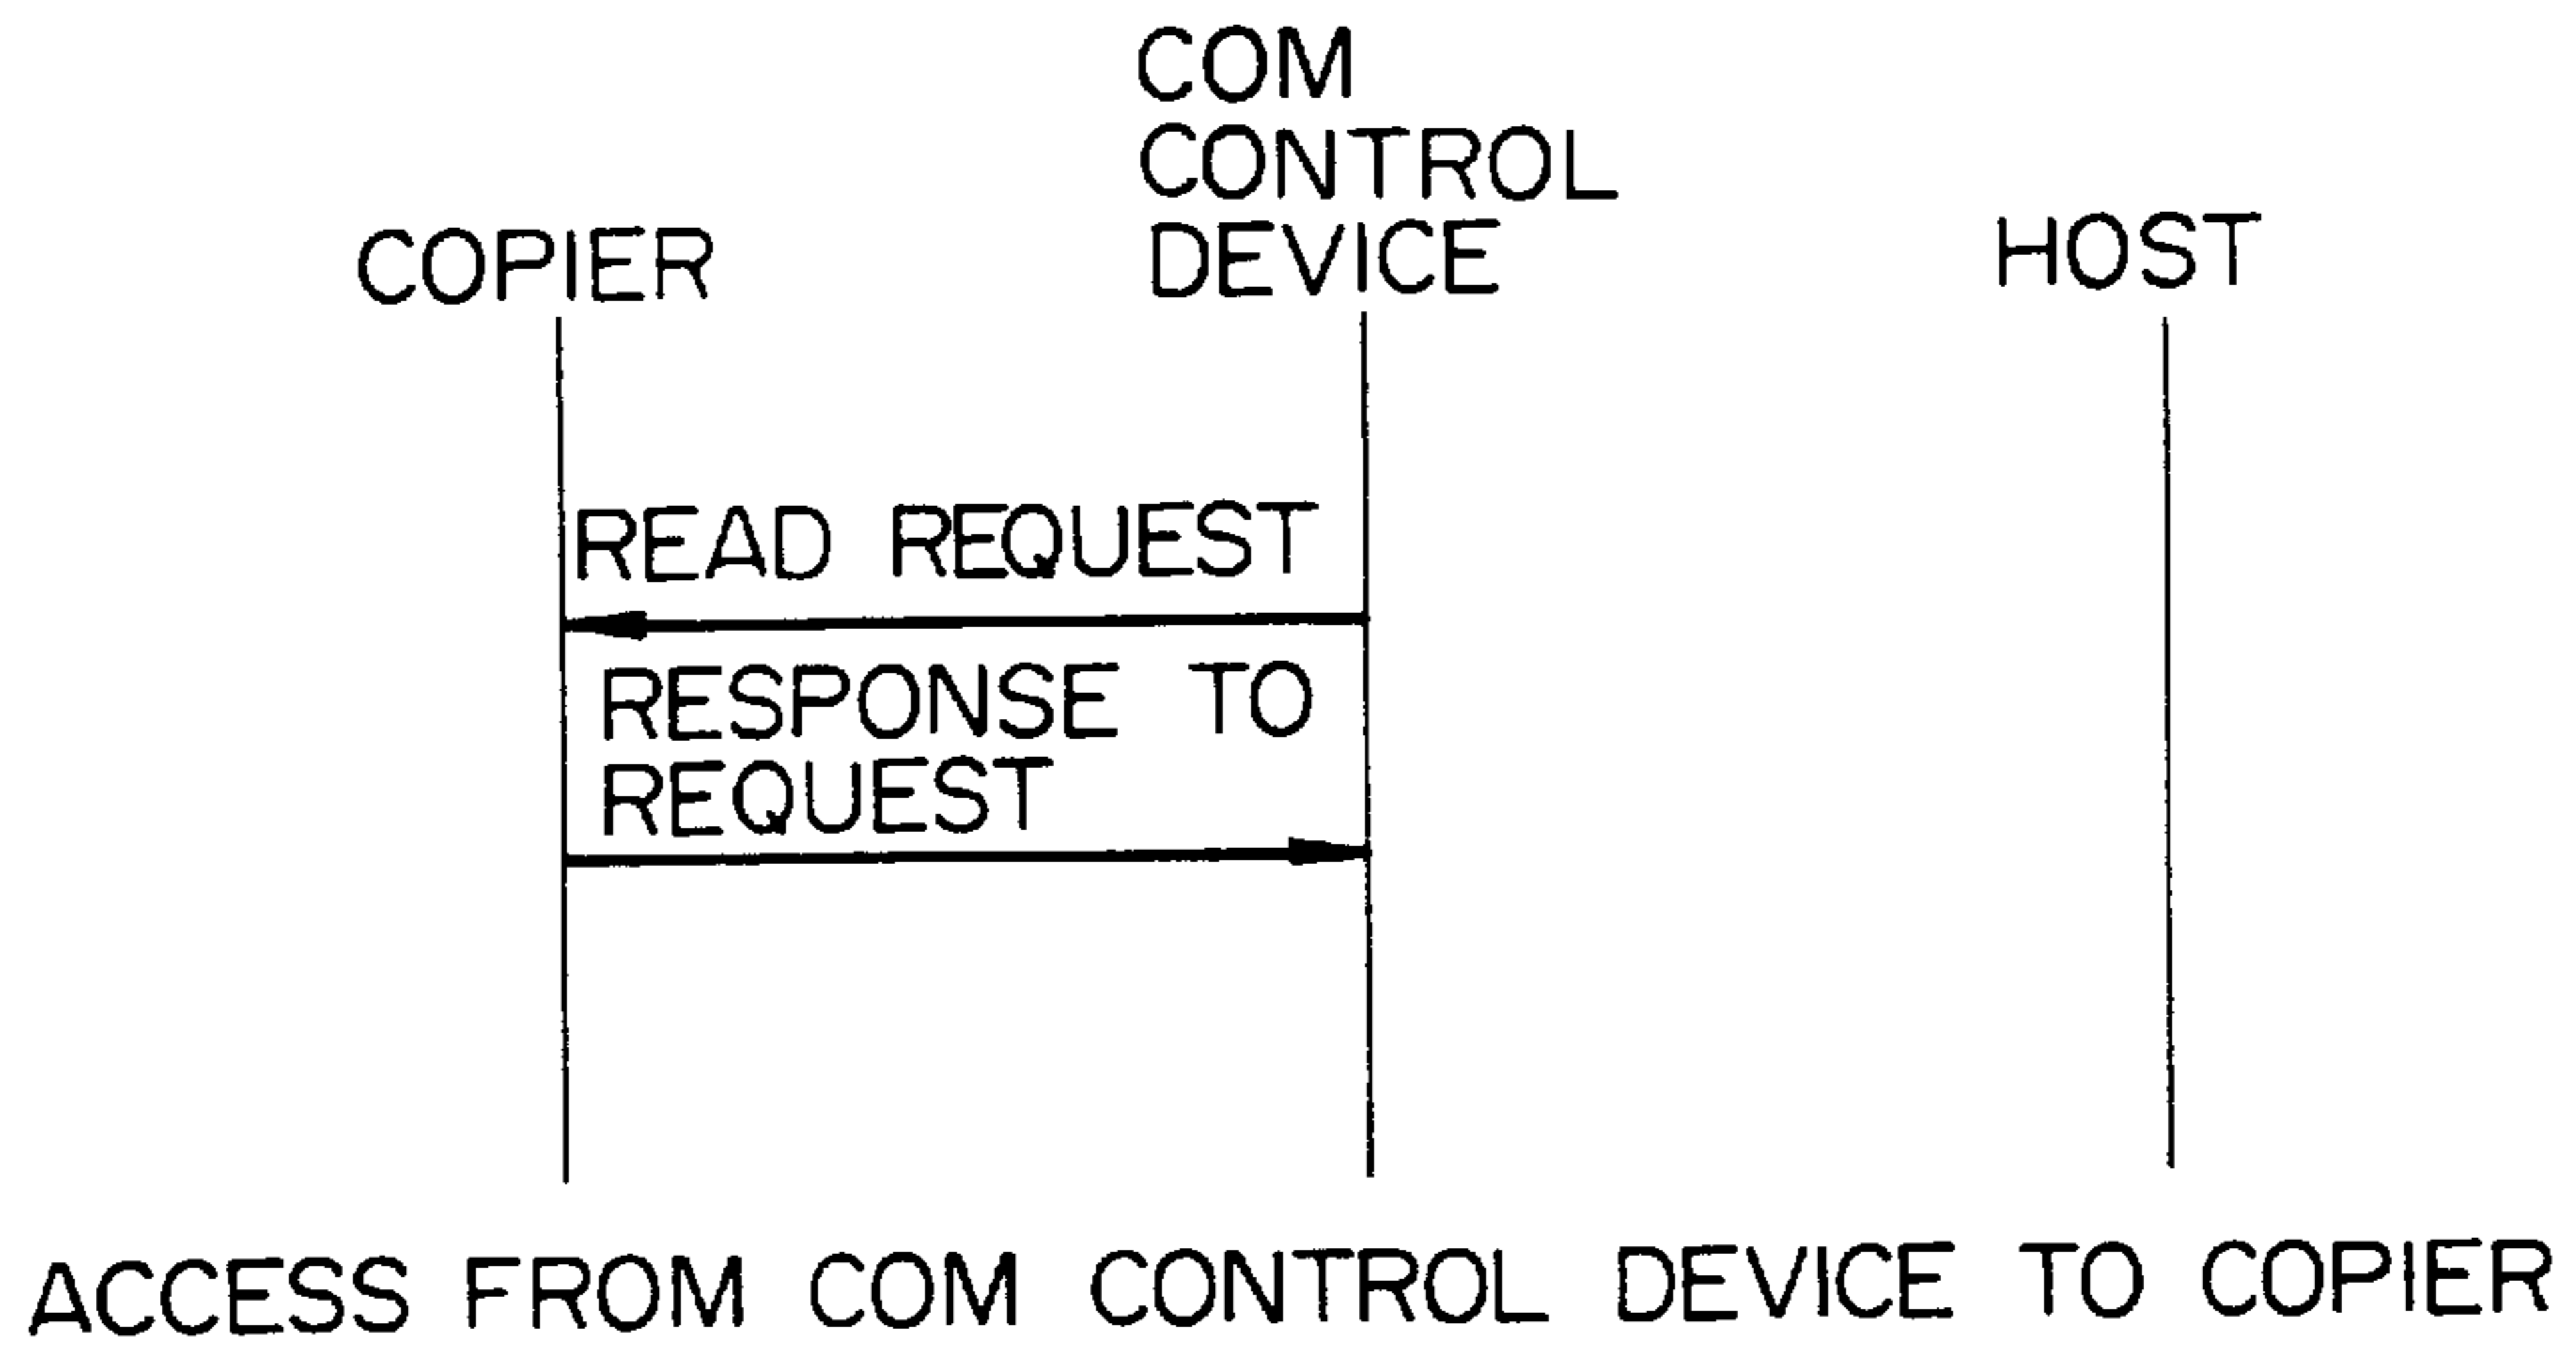 COM
CONTROL
DEVICE
COPIER
HOST
READ REQUEST
RESPONSE TO
REQUEST
ACCESS FROM COM CONTROL DEVICE TO COPIER